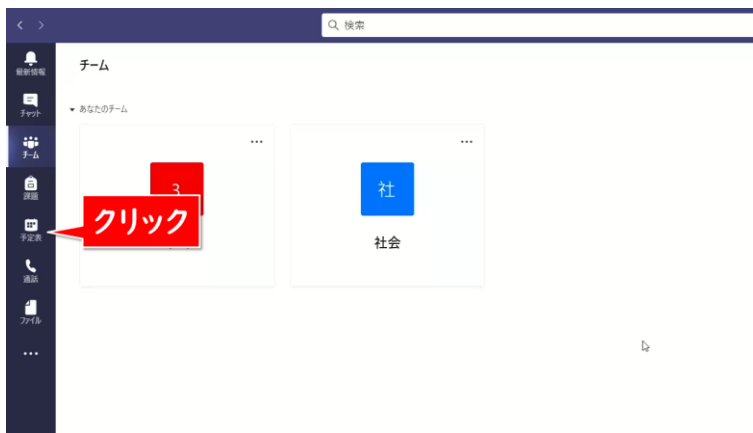 検索
最新情報
チーム
チャット
あなたのチーム
チーム
3
社
課題
クリック
予定表
社会
通話
ファイル